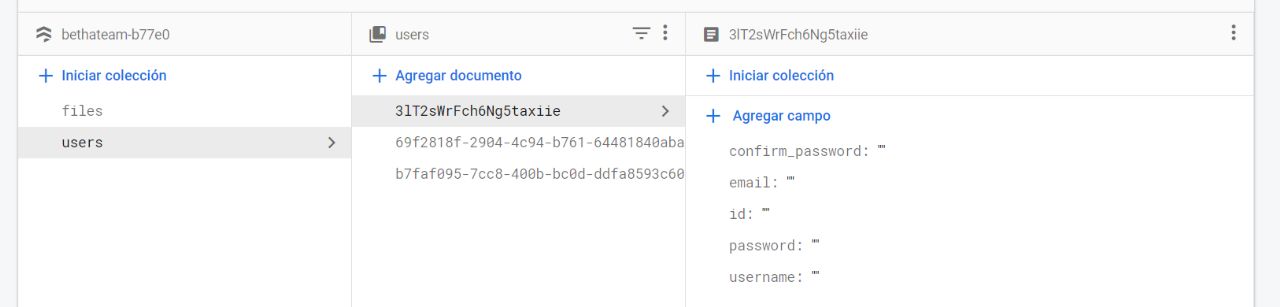 bethateam-b77e0
users
3lT2sWrFch6Ng5taxiie
+ Iniciar colección
+ Agregar documento
+ Iniciar colección
files
users
3lT2sWrFch6Ng5taxiie
69f2818f-2904-4c94-b761-64481840aba
b7faf095-7cc8-400b-bc0d-ddfa8593c60
+ Agregar campo
confirm_password: ""
email: ""
id: ""
password: ""
username: ""